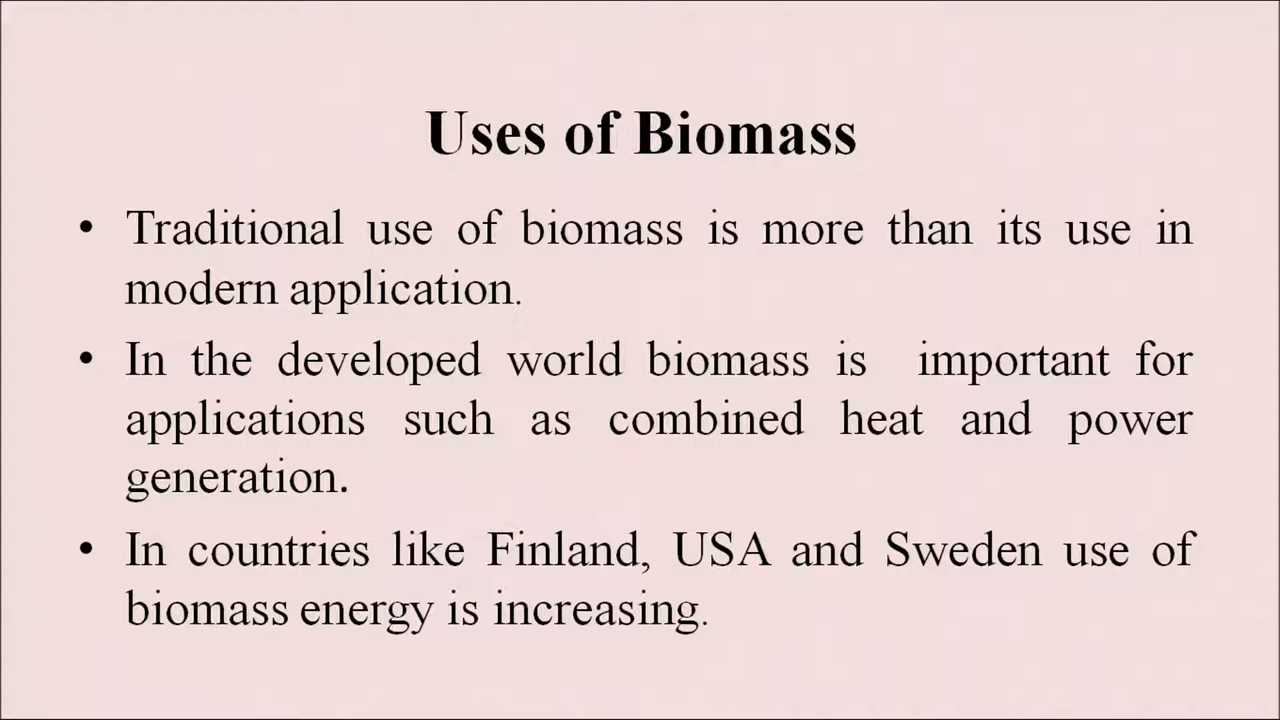 Uses of Biomass
• Traditional use of biomass is more than its use in
modern application.
• In the developed world biomass is  important for
applications such as combined heat and power
generation.
• In countries like Finland, USA and Sweden use of
biomass energy is increasing.